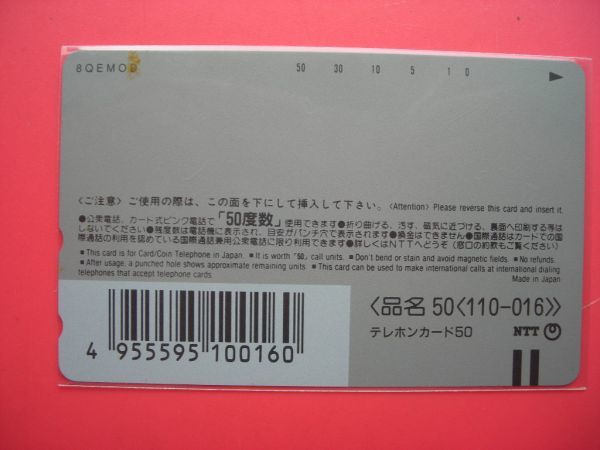 8QEMOD 50 30 10 5 1 0
<ご注意> ご使用の際は、この面を下にして挿入して下さい。 <Attention> Please reverse this card and insert it.
●公衆電話、カード式ピンク電話で「50度数」使用できます●折り曲げる、汚す、磁気に近づける、裏面へ印刷する等は
しないでください●残度数は電話機に表示され、目安がパンチ穴で表示されます●換金はできません●国際通話はカードでの国
際通話の利用を認めている国際通話兼用公衆電話に限り利用できます●詳しくはNTTへどうぞ(窓口の約款もご覧ください)
■ This card is for Card/Coin Telephone in Japan. ■ It is worth「50」call units. ■ Don't bend or stain and avoid magnetic fields. ■ No refunds.
■ After usage, a punched hole shows approximate remaining units. ■ This card can be used to make international calls at international dialing
telephones that accept telephone cards. Made in Japan
〈品名 50〈110-016〉〉
テレホンカード50 NTT
4 955595 100160